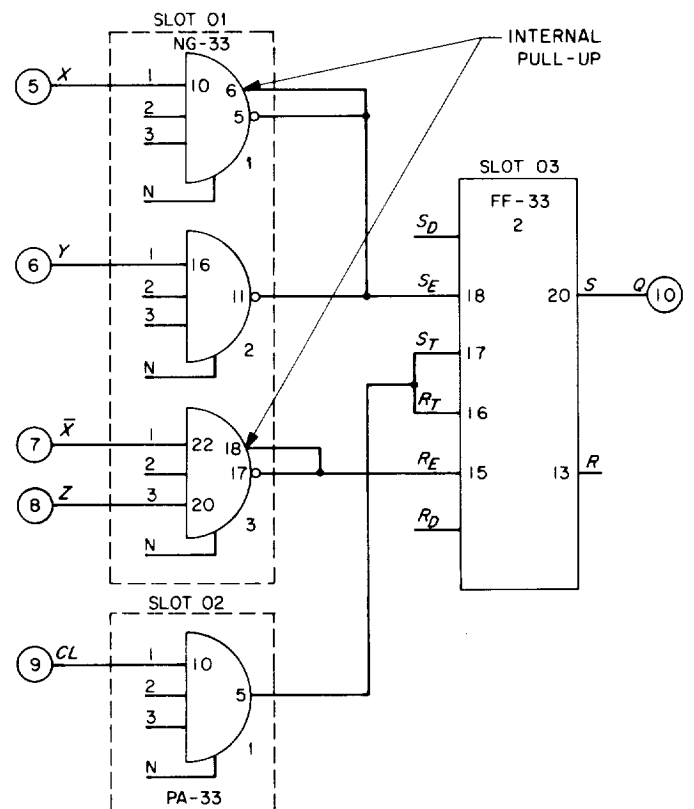 SLOT 01
NG-33
INTERNAL
PULL-UP
5 X 1 10 6
2 5
3
1
N
SLOT 03
FF-33
2
6 Y 1 16
2 11
3
2
N
S_D
S_E 18 20 S Q 10
S_T 17
R_T 16
7 X̄ 1 22 18
2 17
8 Z 3 20
3
N
R_E 15 13 R
R_D
SLOT 02
9 CL 1 10
2 5
3
1
N
PA-33